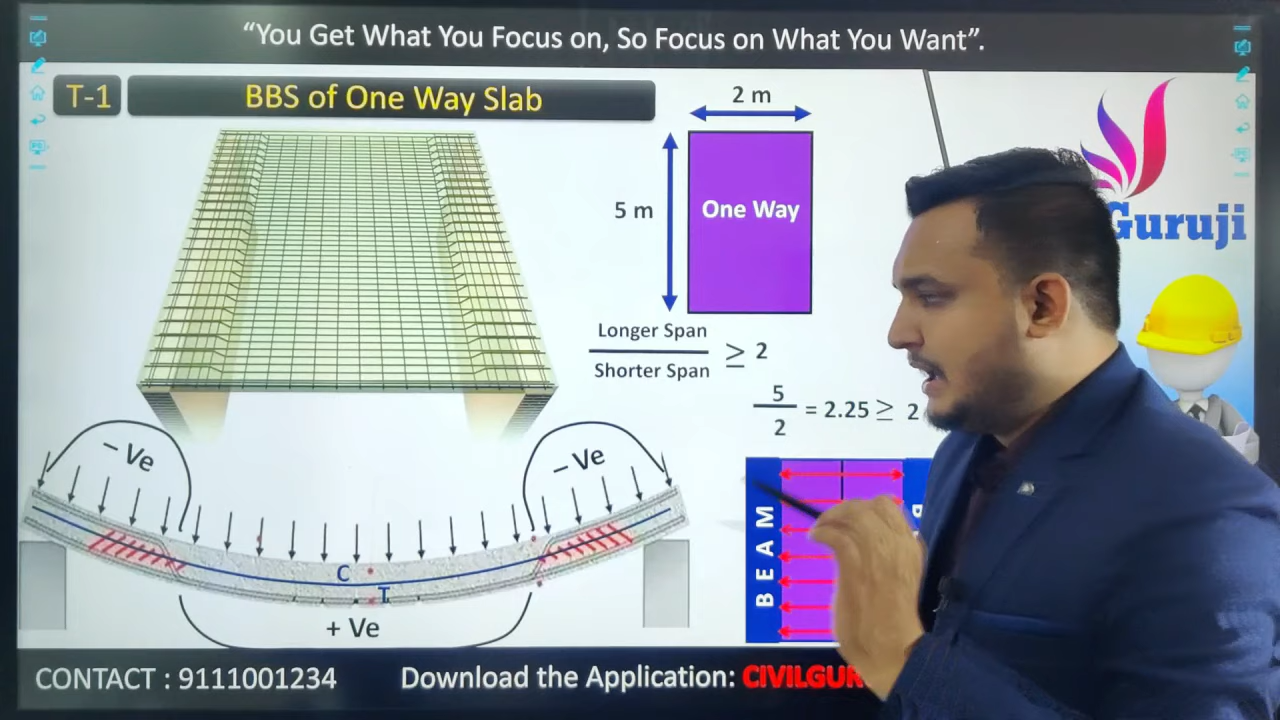 “You Get What You Focus on, So Focus on What You Want”.
T-1
BBS of One Way Slab
2 m
5 m
One Way
Guruji
Longer Span
Shorter Span
≥ 2
5
2
= 2.25 ≥ 2
– Ve
– Ve
C
T
+ Ve
BEAM
CONTACT : 9111001234
Download the Application: CIVILGUR